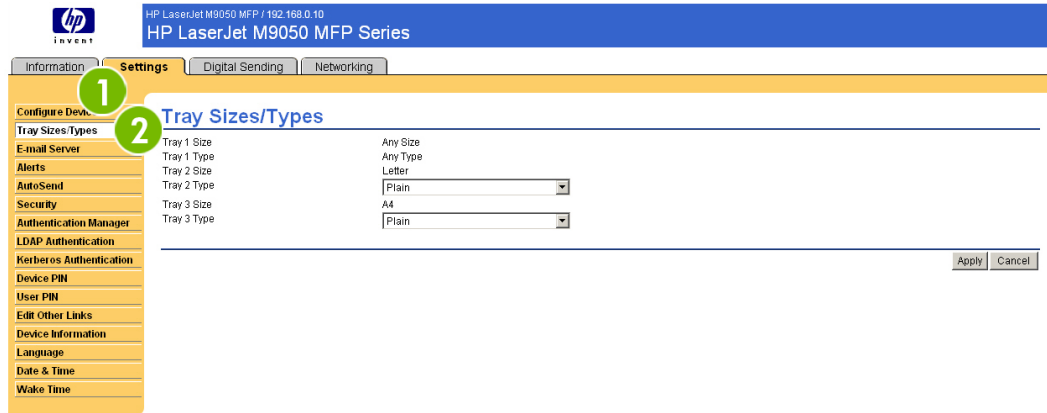 hp
invent
HP LaserJet M9050 MFP / 192.168.0.10
HP LaserJet M9050 MFP Series
Information Settings Digital Sending Networking
1
2
Configure Devic
Tray Sizes/Types
E-mail Server
Alerts
AutoSend
Security
Authentication Manager
LDAP Authentication
Kerberos Authentication
Device PIN
User PIN
Edit Other Links
Device Information
Language
Date & Time
Wake Time
Tray Sizes/Types
Tray 1 Size Any Size
Tray 1 Type Any Type
Tray 2 Size Letter
Tray 2 Type Plain
Tray 3 Size A4
Tray 3 Type Plain
Apply Cancel